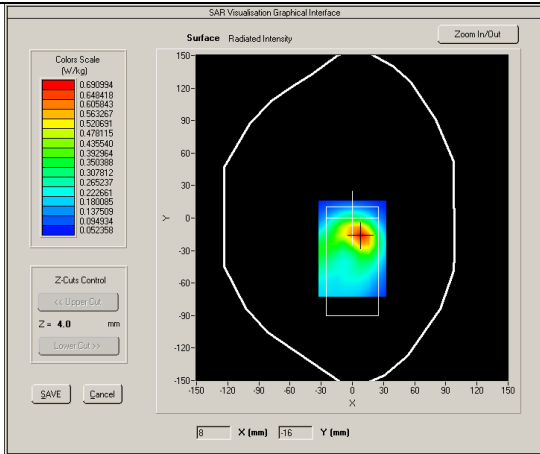 SAR Visualisation Graphical Interface
Surface Radiated Intensity
Zoom In/Out
Colors Scale
(W/kg)
0.690994
0.648418
0.605843
0.563267
0.520691
0.478115
0.435540
0.392964
0.350388
0.307812
0.265237
0.222661
0.180085
0.137509
0.094934
0.052358
Z-Cuts Control
<< Upper Cut
Z = 4.0 mm
Lower Cut >>
SAVE Cancel
150-
120-
90-
60-
30-
0-
-30-
-60-
-90-
-120-
-150-
Y
-150 -120 -90 -60 -30 0 30 60 90 120 150
X
8 X (mm) -16 Y (mm)